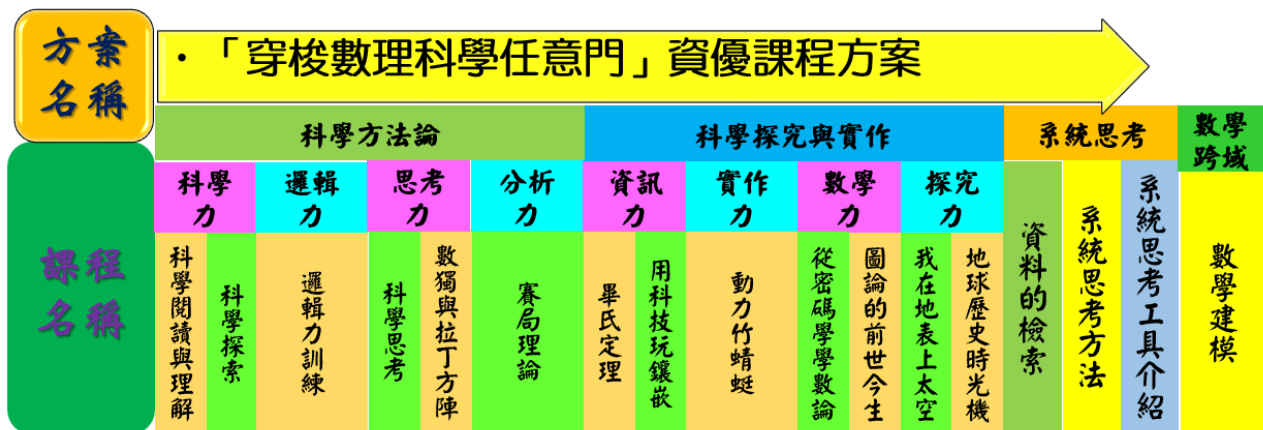 方案
名稱
・「穿梭數理科學任意門」資優課程方案
科學方法論
科學探究與實作
系統思考
數學
跨域
科學
力
邏輯
力
思考
力
分析
力
資訊
力
實作
力
數學
力
探究
力
課程
名稱
科學閱讀與理解
科學探索
邏輯力訓練
科學思考
數獨與拉丁方陣
賽局理論
畢氏定理
用科技玩鑲嵌
動力竹蜻蜓
從密碼學學數論
圖論的前世今生
我在地表上太空
地球歷史時光機
資料的檢索
系統思考方法
系統思考工具介紹
數學建模